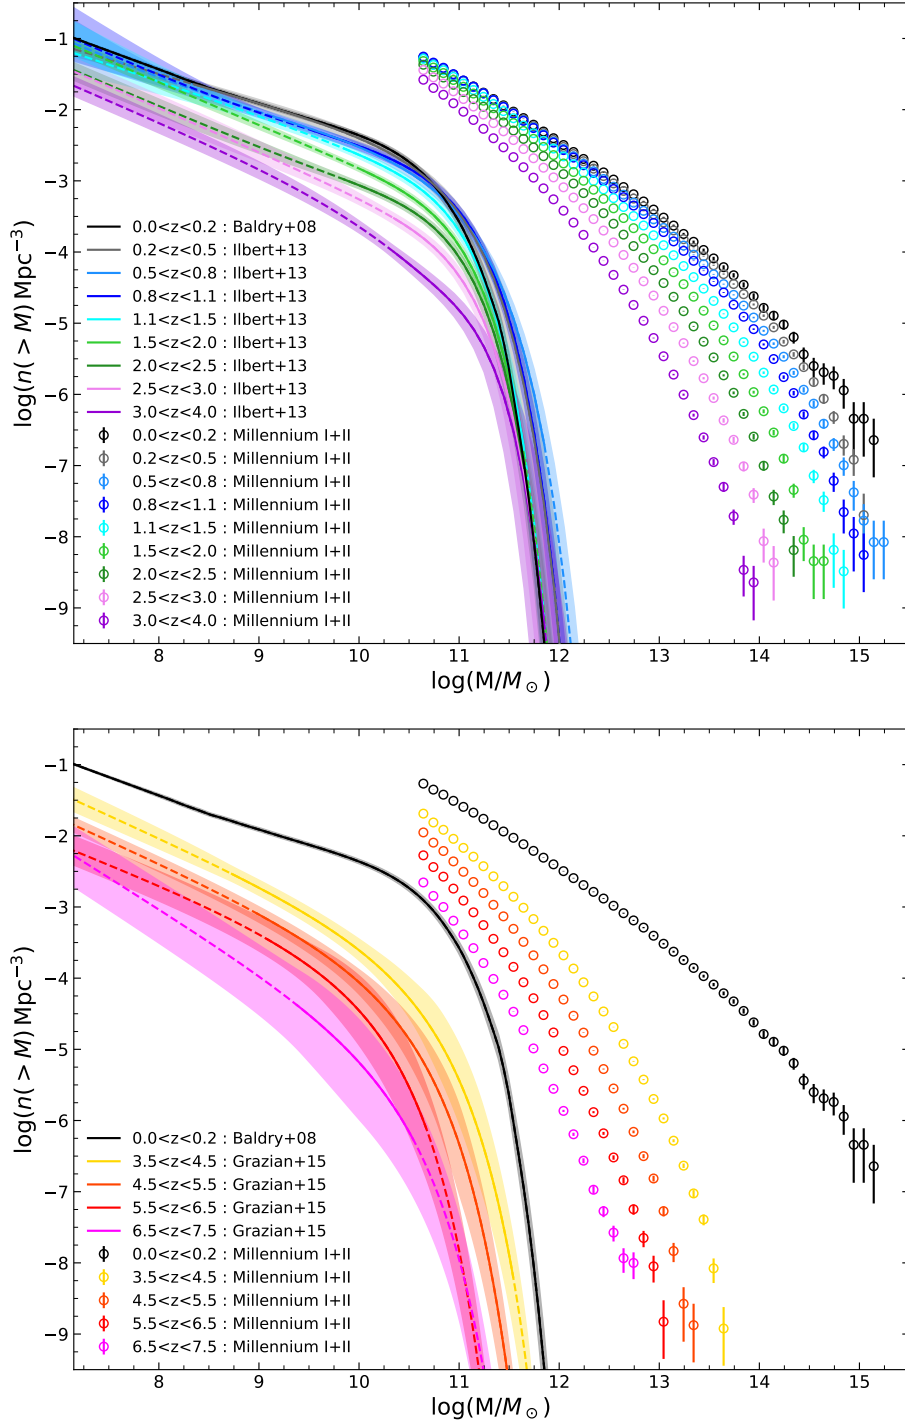 −1
−2
−3
−4
−5
−6
−7
−8
−9
log(n( > M) Mpc−3)
0.0<z<0.2 : Baldry+08
0.2<z<0.5 : Ilbert+13
0.5<z<0.8 : Ilbert+13
0.8<z<1.1 : Ilbert+13
1.1<z<1.5 : Ilbert+13
1.5<z<2.0 : Ilbert+13
2.0<z<2.5 : Ilbert+13
2.5<z<3.0 : Ilbert+13
3.0<z<4.0 : Ilbert+13
0.0<z<0.2 : Millennium I+II
0.2<z<0.5 : Millennium I+II
0.5<z<0.8 : Millennium I+II
0.8<z<1.1 : Millennium I+II
1.1<z<1.5 : Millennium I+II
1.5<z<2.0 : Millennium I+II
2.0<z<2.5 : Millennium I+II
2.5<z<3.0 : Millennium I+II
3.0<z<4.0 : Millennium I+II
8 9 10 11 12 13 14 15
log(M/M⊙)
−1
−2
−3
−4
−5
−6
−7
−8
−9
log(n( > M) Mpc−3)
0.0<z<0.2 : Baldry+08
3.5<z<4.5 : Grazian+15
4.5<z<5.5 : Grazian+15
5.5<z<6.5 : Grazian+15
6.5<z<7.5 : Grazian+15
0.0<z<0.2 : Millennium I+II
3.5<z<4.5 : Millennium I+II
4.5<z<5.5 : Millennium I+II
5.5<z<6.5 : Millennium I+II
6.5<z<7.5 : Millennium I+II
8 9 10 11 12 13 14 15
log(M/M⊙)